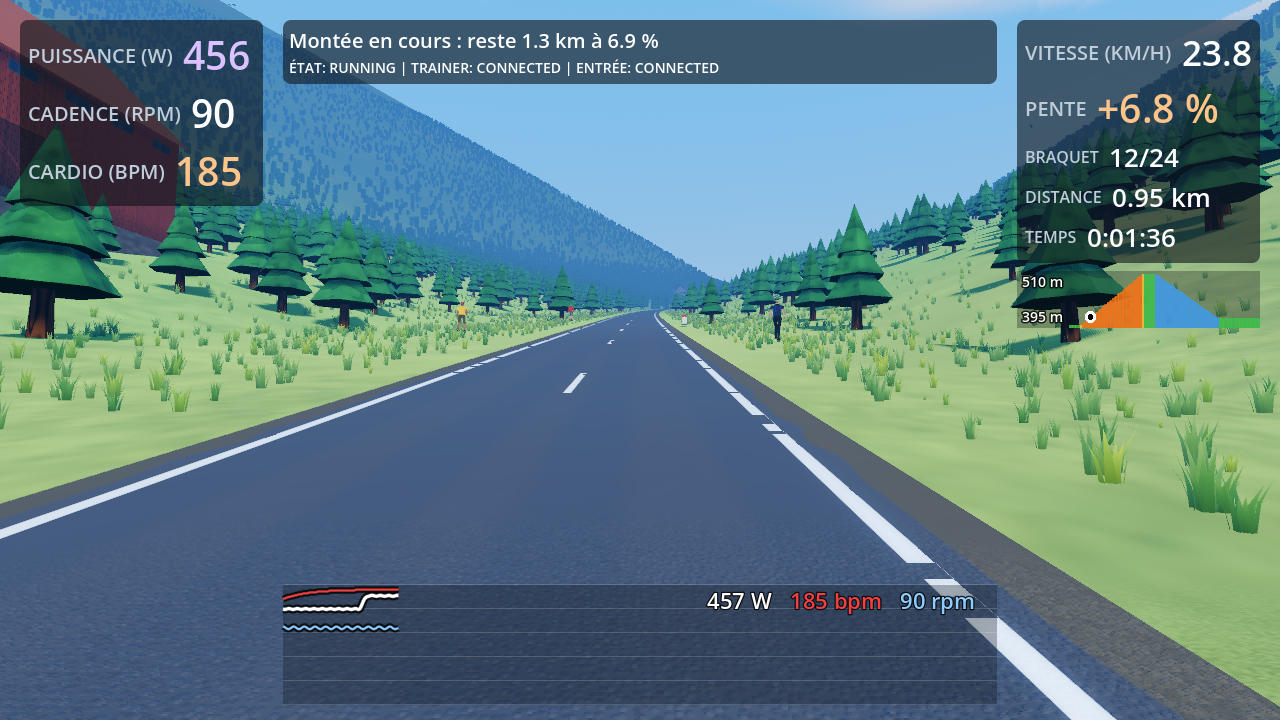 PUISSANCE (W) 456
CADENCE (RPM) 90
CARDIO (BPM) 185
Montée en cours : reste 1.3 km à 6.9 %
ÉTAT: RUNNING | TRAINER: CONNECTED | ENTRÉE: CONNECTED
VITESSE (KM/H) 23.8
PENTE +6.8 %
BRAQUET 12/24
DISTANCE 0.95 km
TEMPS 0:01:36
510 m
395 m
457 W 185 bpm 90 rpm